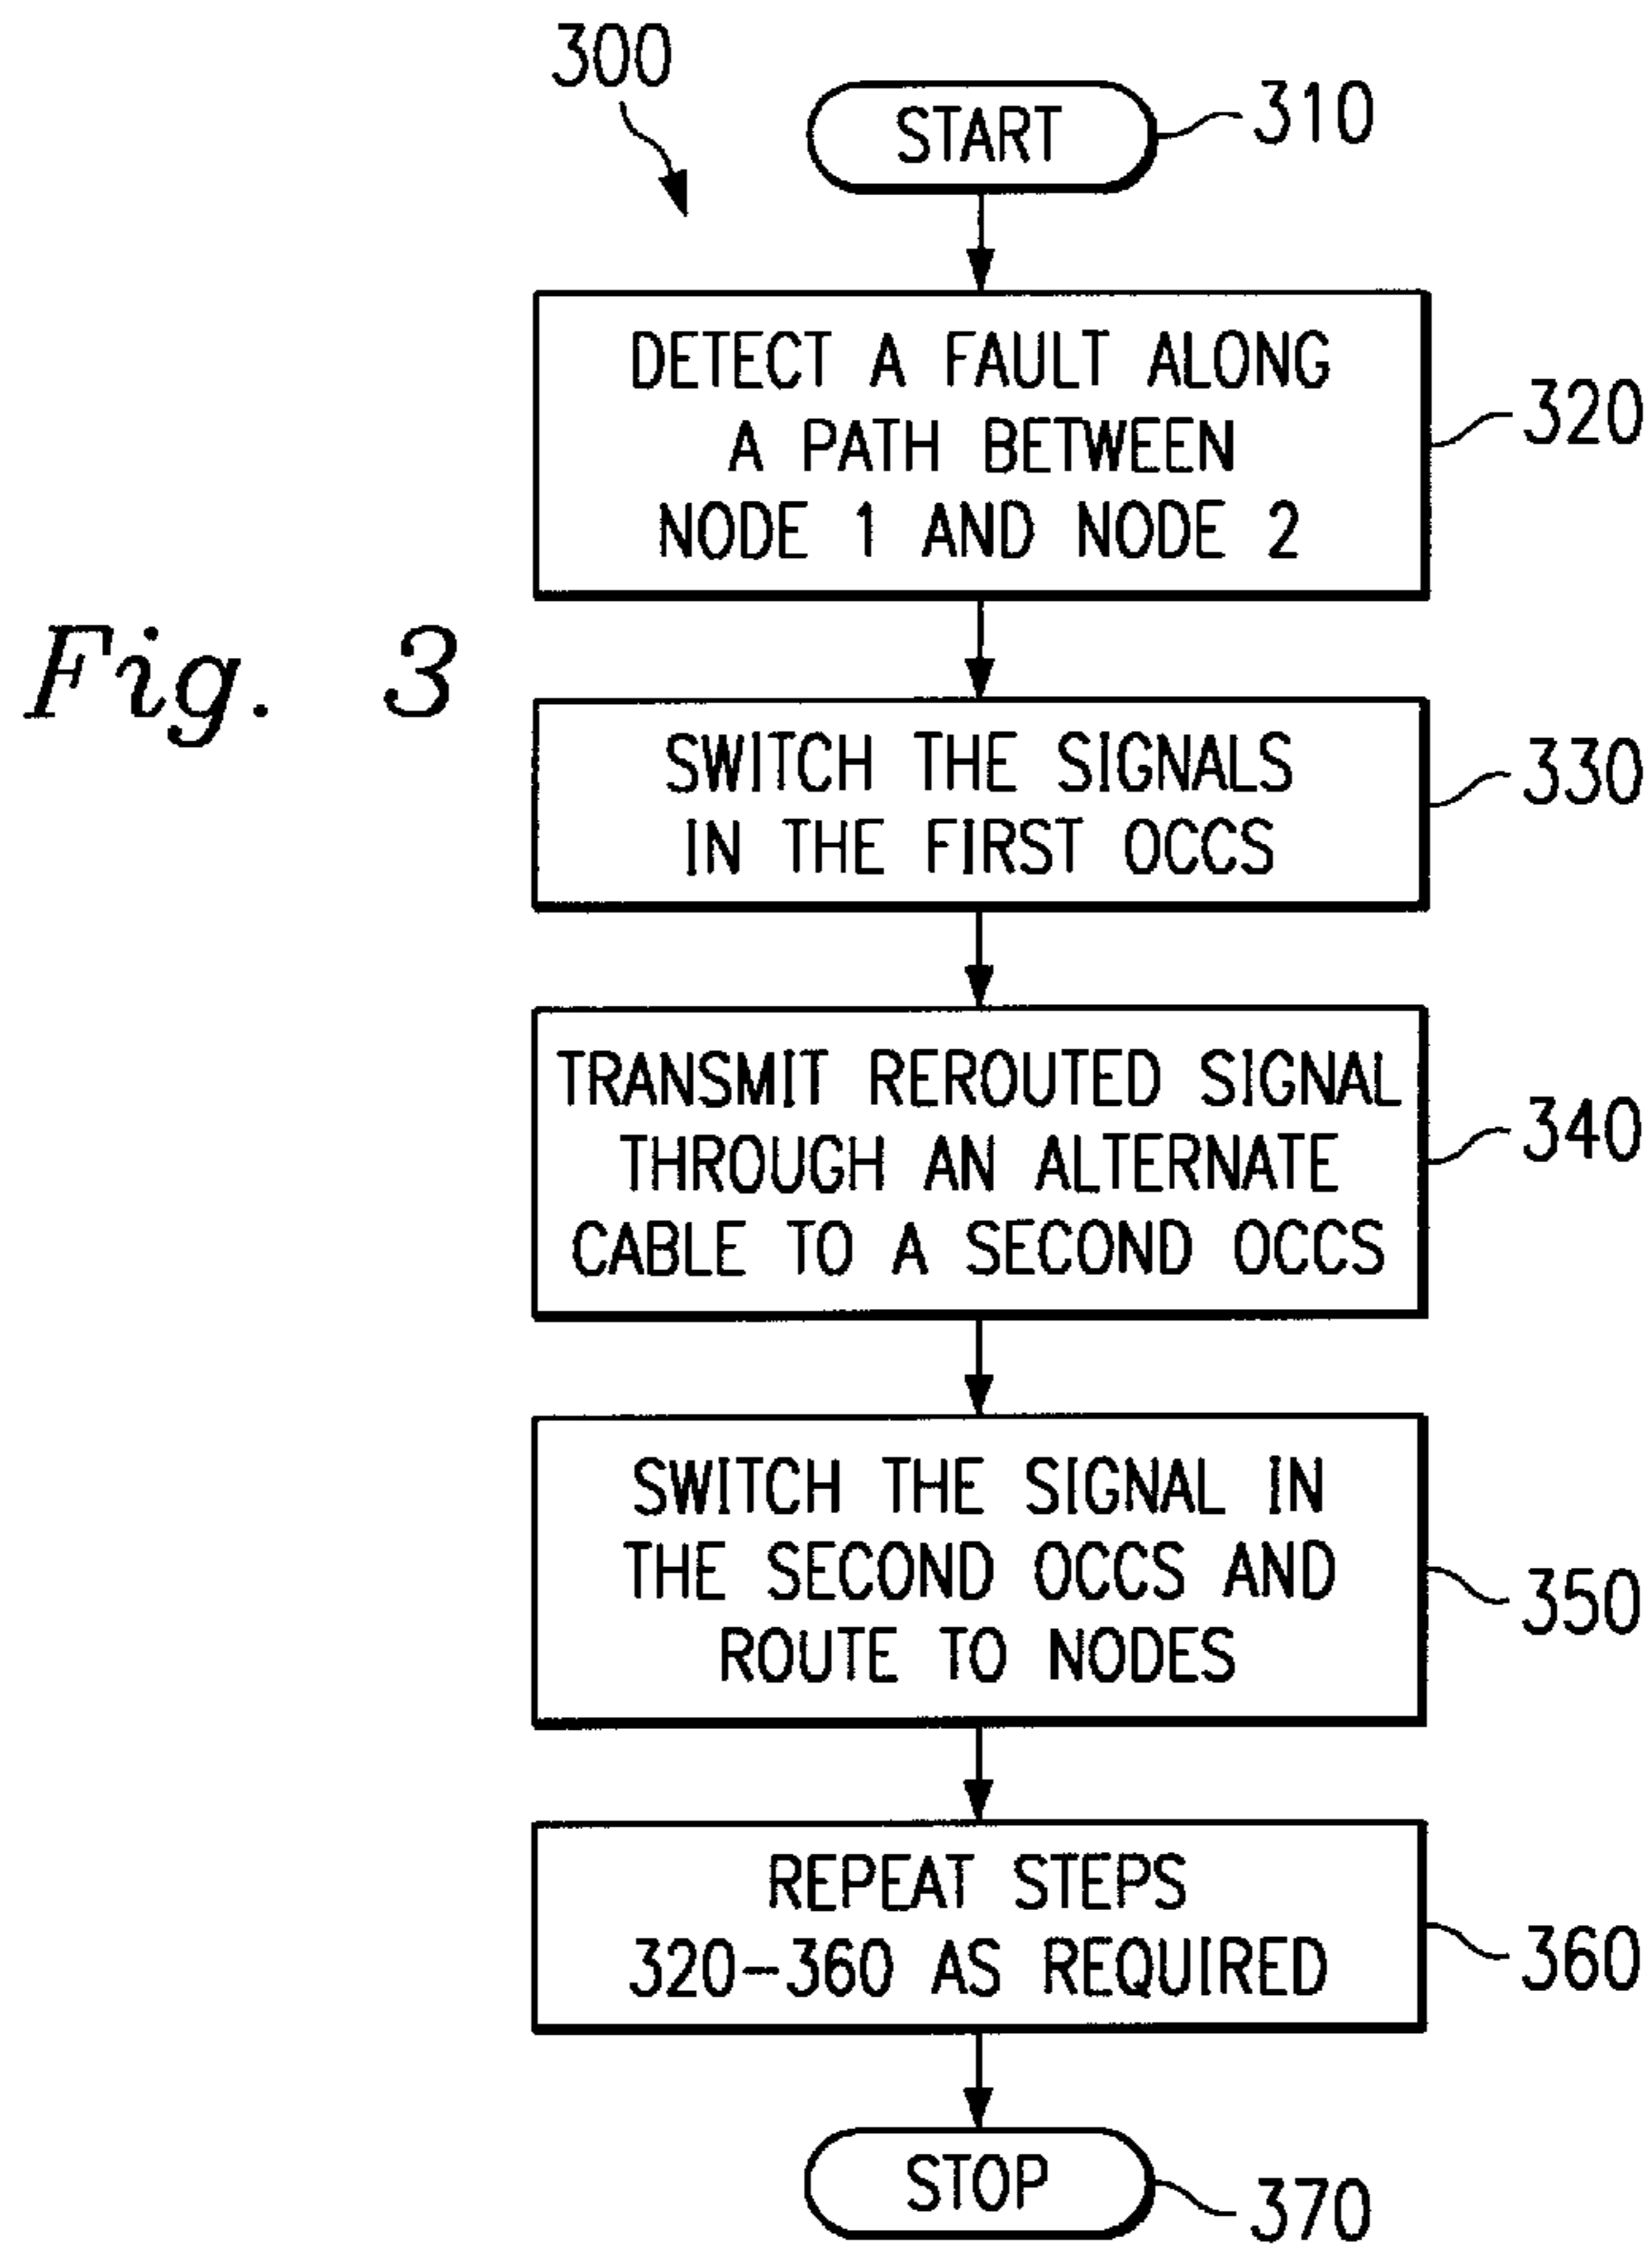 300
START
310
DETECT A FAULT ALONG
A PATH BETWEEN
NODE 1 AND NODE 2
320
Fig. 3
SWITCH THE SIGNALS
IN THE FIRST OCCS
330
TRANSMIT REROUTED SIGNAL
THROUGH AN ALTERNATE
CABLE TO A SECOND OCCS
340
SWITCH THE SIGNAL IN
THE SECOND OCCS AND
ROUTE TO NODES
350
REPEAT STEPS
320-360 AS REQUIRED
360
STOP
370